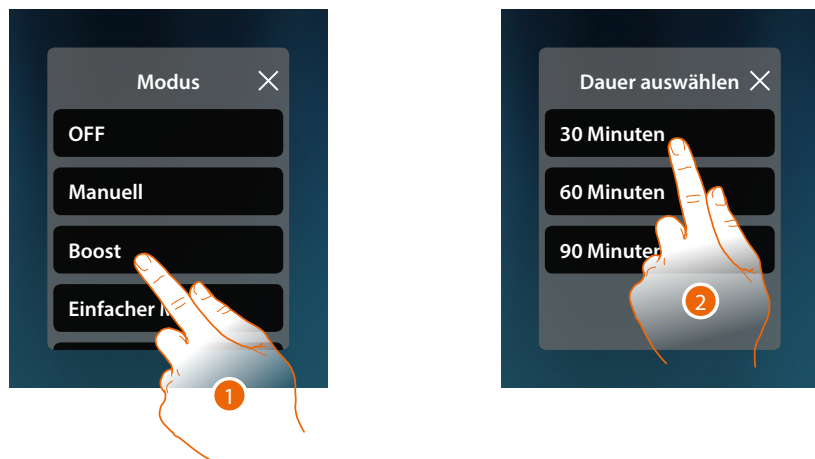 Modus
OFF
Manuell
Boost
Einfacher
1
Dauer auswählen
30 Minuten
60 Minuten
90 Minuten
2